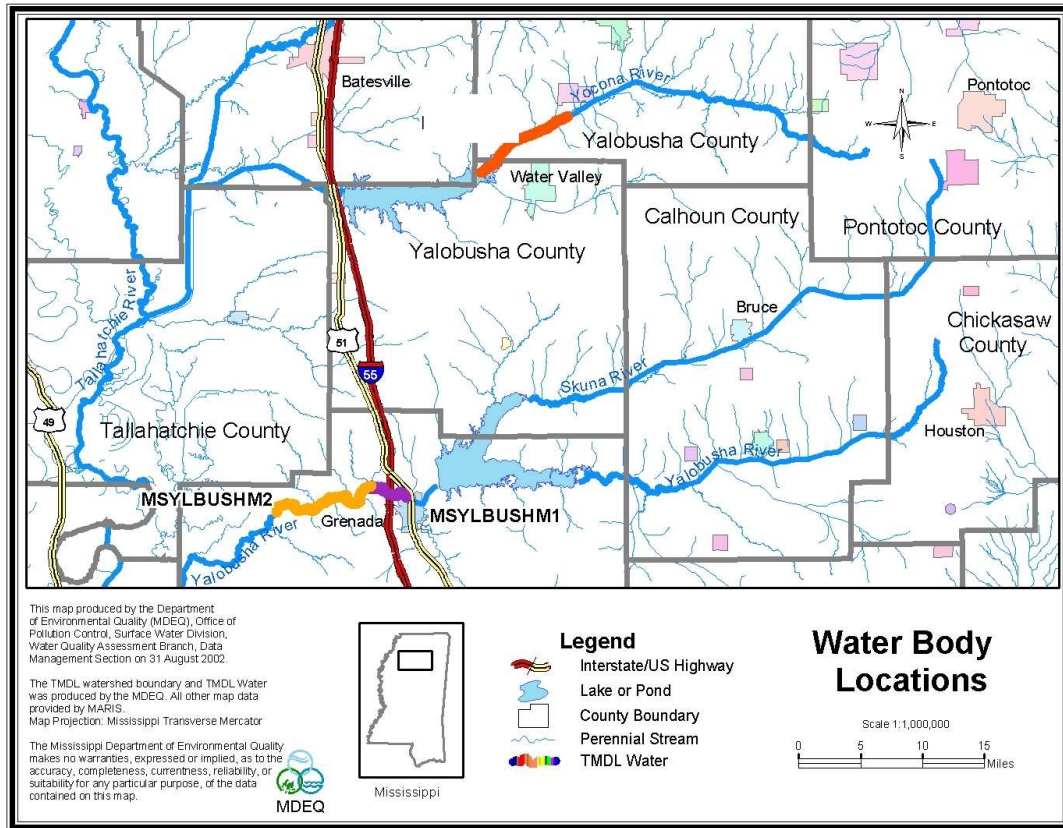 Batesville
Yocona River
Pontotoc
N
W E
S
Yalobusha County
Water Valley
Calhoun County
Pontotoc County
Yalobusha County
Tallahatchie River
Bruce
Chickasaw
County
51
55
Skuna River
49
Tallahatchie County
Houston
Yalobusha River
MSYLBUSHM2
Grenada
MSYLBUSHM1
Yalobusha River
This map produced by the Department
of Environmental Quality (MDEQ), Office of
Pollution Control, Surface Water Division,
Water Quality Assessment Branch, Data
Management Section on 31 August 2002.
The TMDL watershed boundary and TMDL Water
was produced by the MDEQ. All other map data
provided by MARIS.
Map Projection: Mississippi Transverse Mercator
The Mississippi Department of Environmental Quality
makes no warranties, expressed or implied, as to the
accuracy, completeness, currentness, reliability, or
suitability for any particular purpose, of the data
contained on this map.
MDEQ
Mississippi
Legend
Interstate/US Highway
Lake or Pond
County Boundary
Perennial Stream
TMDL Water
Water Body
Locations
Scale 1:1,000,000
0 5 10 15
Miles